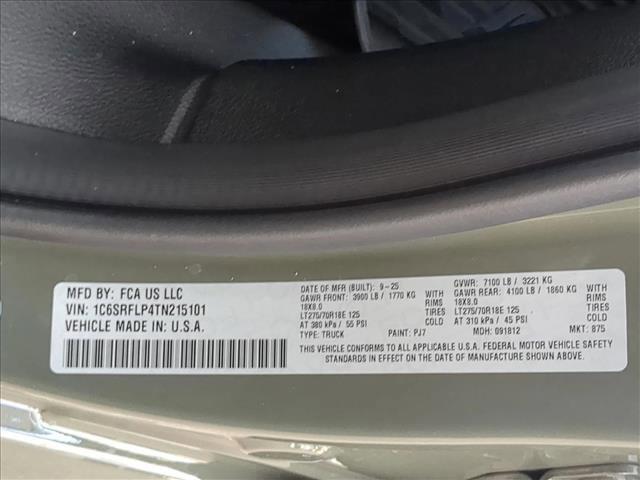 MFD BY: FCA US LLC
VIN: 1C6SRFLP4TN215101
VEHICLE MADE IN U.S.A.
DATE OF MFR (BUILT): 9-25 GVWR: 7100 LB / 3221 KG
GAWR FRONT: 3900 LB / 1770 KG WITH GAWR REAR: 4100 LB / 1860 KG WITH
18X8.0 RIMS 18X8.0 RIMS
LT275/70R18E 125 TIRES LT275/70R18E 125 TIRES
AT 380 kPa / 55 PSI COLD AT 310 kPa / 45 PSI COLD
TYPE: TRUCK PAINT: PJ7 MDH: 091812 MKT: 875
THIS VEHICLE CONFORMS TO ALL APPLICABLE U.S.A. FEDERAL MOTOR VEHICLE SAFETY
STANDARDS IN EFFECT ON THE DATE OF MANUFACTURE SHOWN ABOVE.